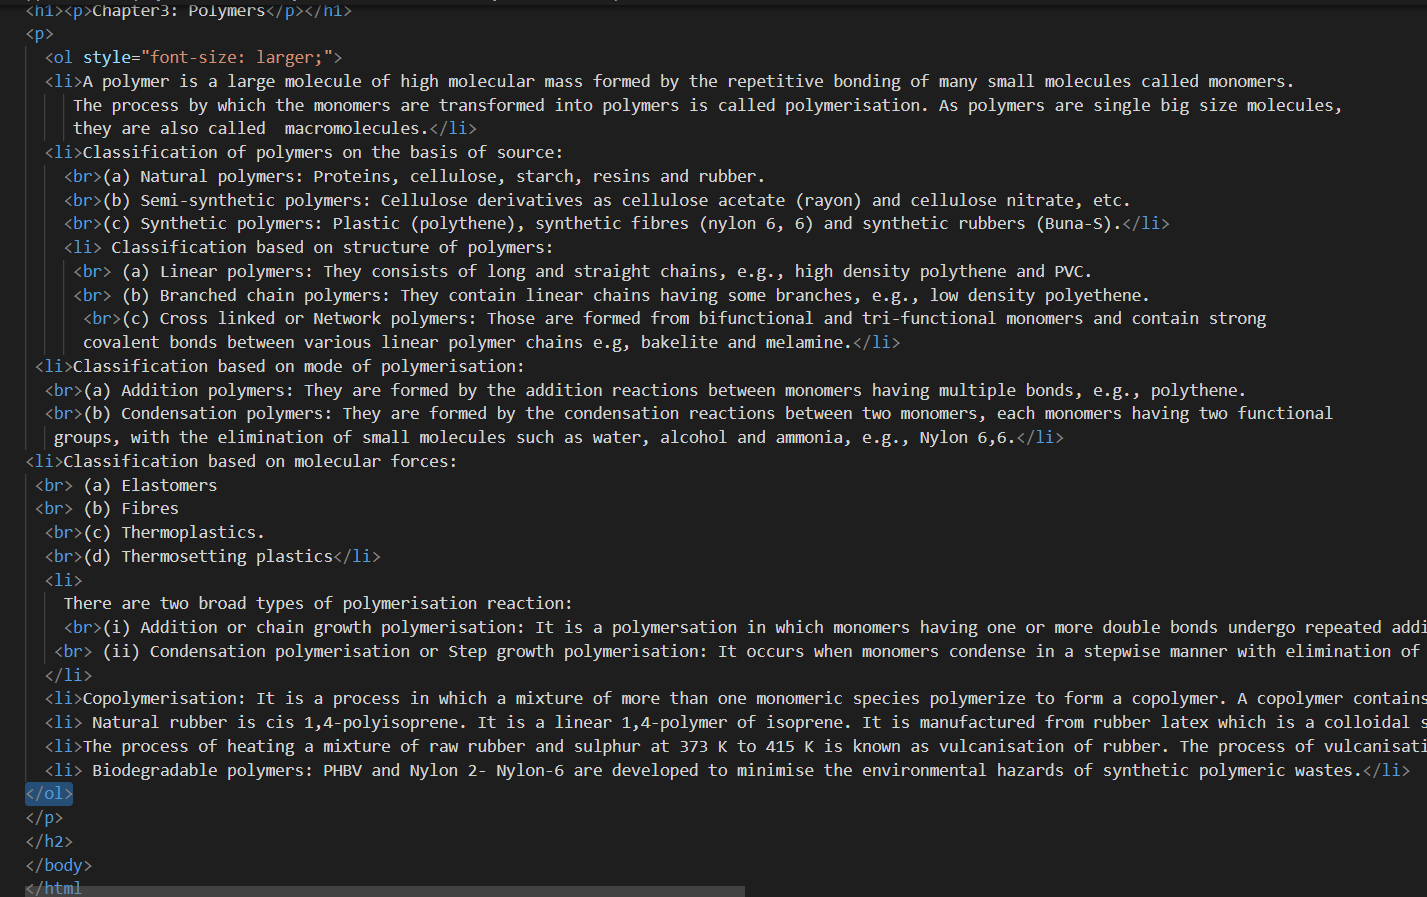 <h1><p>Chapter3: Polymers</p></h1>
<p>
<ol style="font-size: larger;">
<li>A polymer is a large molecule of high molecular mass formed by the repetitive bonding of many small molecules called monomers.
The process by which the monomers are transformed into polymers is called polymerisation. As polymers are single big size molecules,
they are also called  macromolecules.</li>
<li>Classification of polymers on the basis of source:
<br>(a) Natural polymers: Proteins, cellulose, starch, resins and rubber.
<br>(b) Semi-synthetic polymers: Cellulose derivatives as cellulose acetate (rayon) and cellulose nitrate, etc.
<br>(c) Synthetic polymers: Plastic (polythene), synthetic fibres (nylon 6, 6) and synthetic rubbers (Buna-S).</li>
<li> Classification based on structure of polymers:
<br> (a) Linear polymers: They consists of long and straight chains, e.g., high density polythene and PVC.
<br> (b) Branched chain polymers: They contain linear chains having some branches, e.g., low density polyethene.
<br>(c) Cross linked or Network polymers: Those are formed from bifunctional and tri-functional monomers and contain strong
covalent bonds between various linear polymer chains e.g, bakelite and melamine.</li>
<li>Classification based on mode of polymerisation:
<br>(a) Addition polymers: They are formed by the addition reactions between monomers having multiple bonds, e.g., polythene.
<br>(b) Condensation polymers: They are formed by the condensation reactions between two monomers, each monomers having two functional
groups, with the elimination of small molecules such as water, alcohol and ammonia, e.g., Nylon 6,6.</li>
<li>Classification based on molecular forces:
<br> (a) Elastomers
<br> (b) Fibres
<br>(c) Thermoplastics.
<br>(d) Thermosetting plastics</li>
<li>
There are two broad types of polymerisation reaction:
<br>(i) Addition or chain growth polymerisation: It is a polymersation in which monomers having one or more double bonds undergo repeated addi
<br> (ii) Condensation polymerisation or Step growth polymerisation: It occurs when monomers condense in a stepwise manner with elimination of
</li>
<li>Copolymerisation: It is a process in which a mixture of more than one monomeric species polymerize to form a copolymer. A copolymer contains
<li> Natural rubber is cis 1,4-polyisoprene. It is a linear 1,4-polymer of isoprene. It is manufactured from rubber latex which is a colloidal s
<li>The process of heating a mixture of raw rubber and sulphur at 373 K to 415 K is known as vulcanisation of rubber. The process of vulcanisati
<li> Biodegradable polymers: PHBV and Nylon 2- Nylon-6 are developed to minimise the environmental hazards of synthetic polymeric wastes.</li>
</ol>
</p>
</h2>
</body>
</html